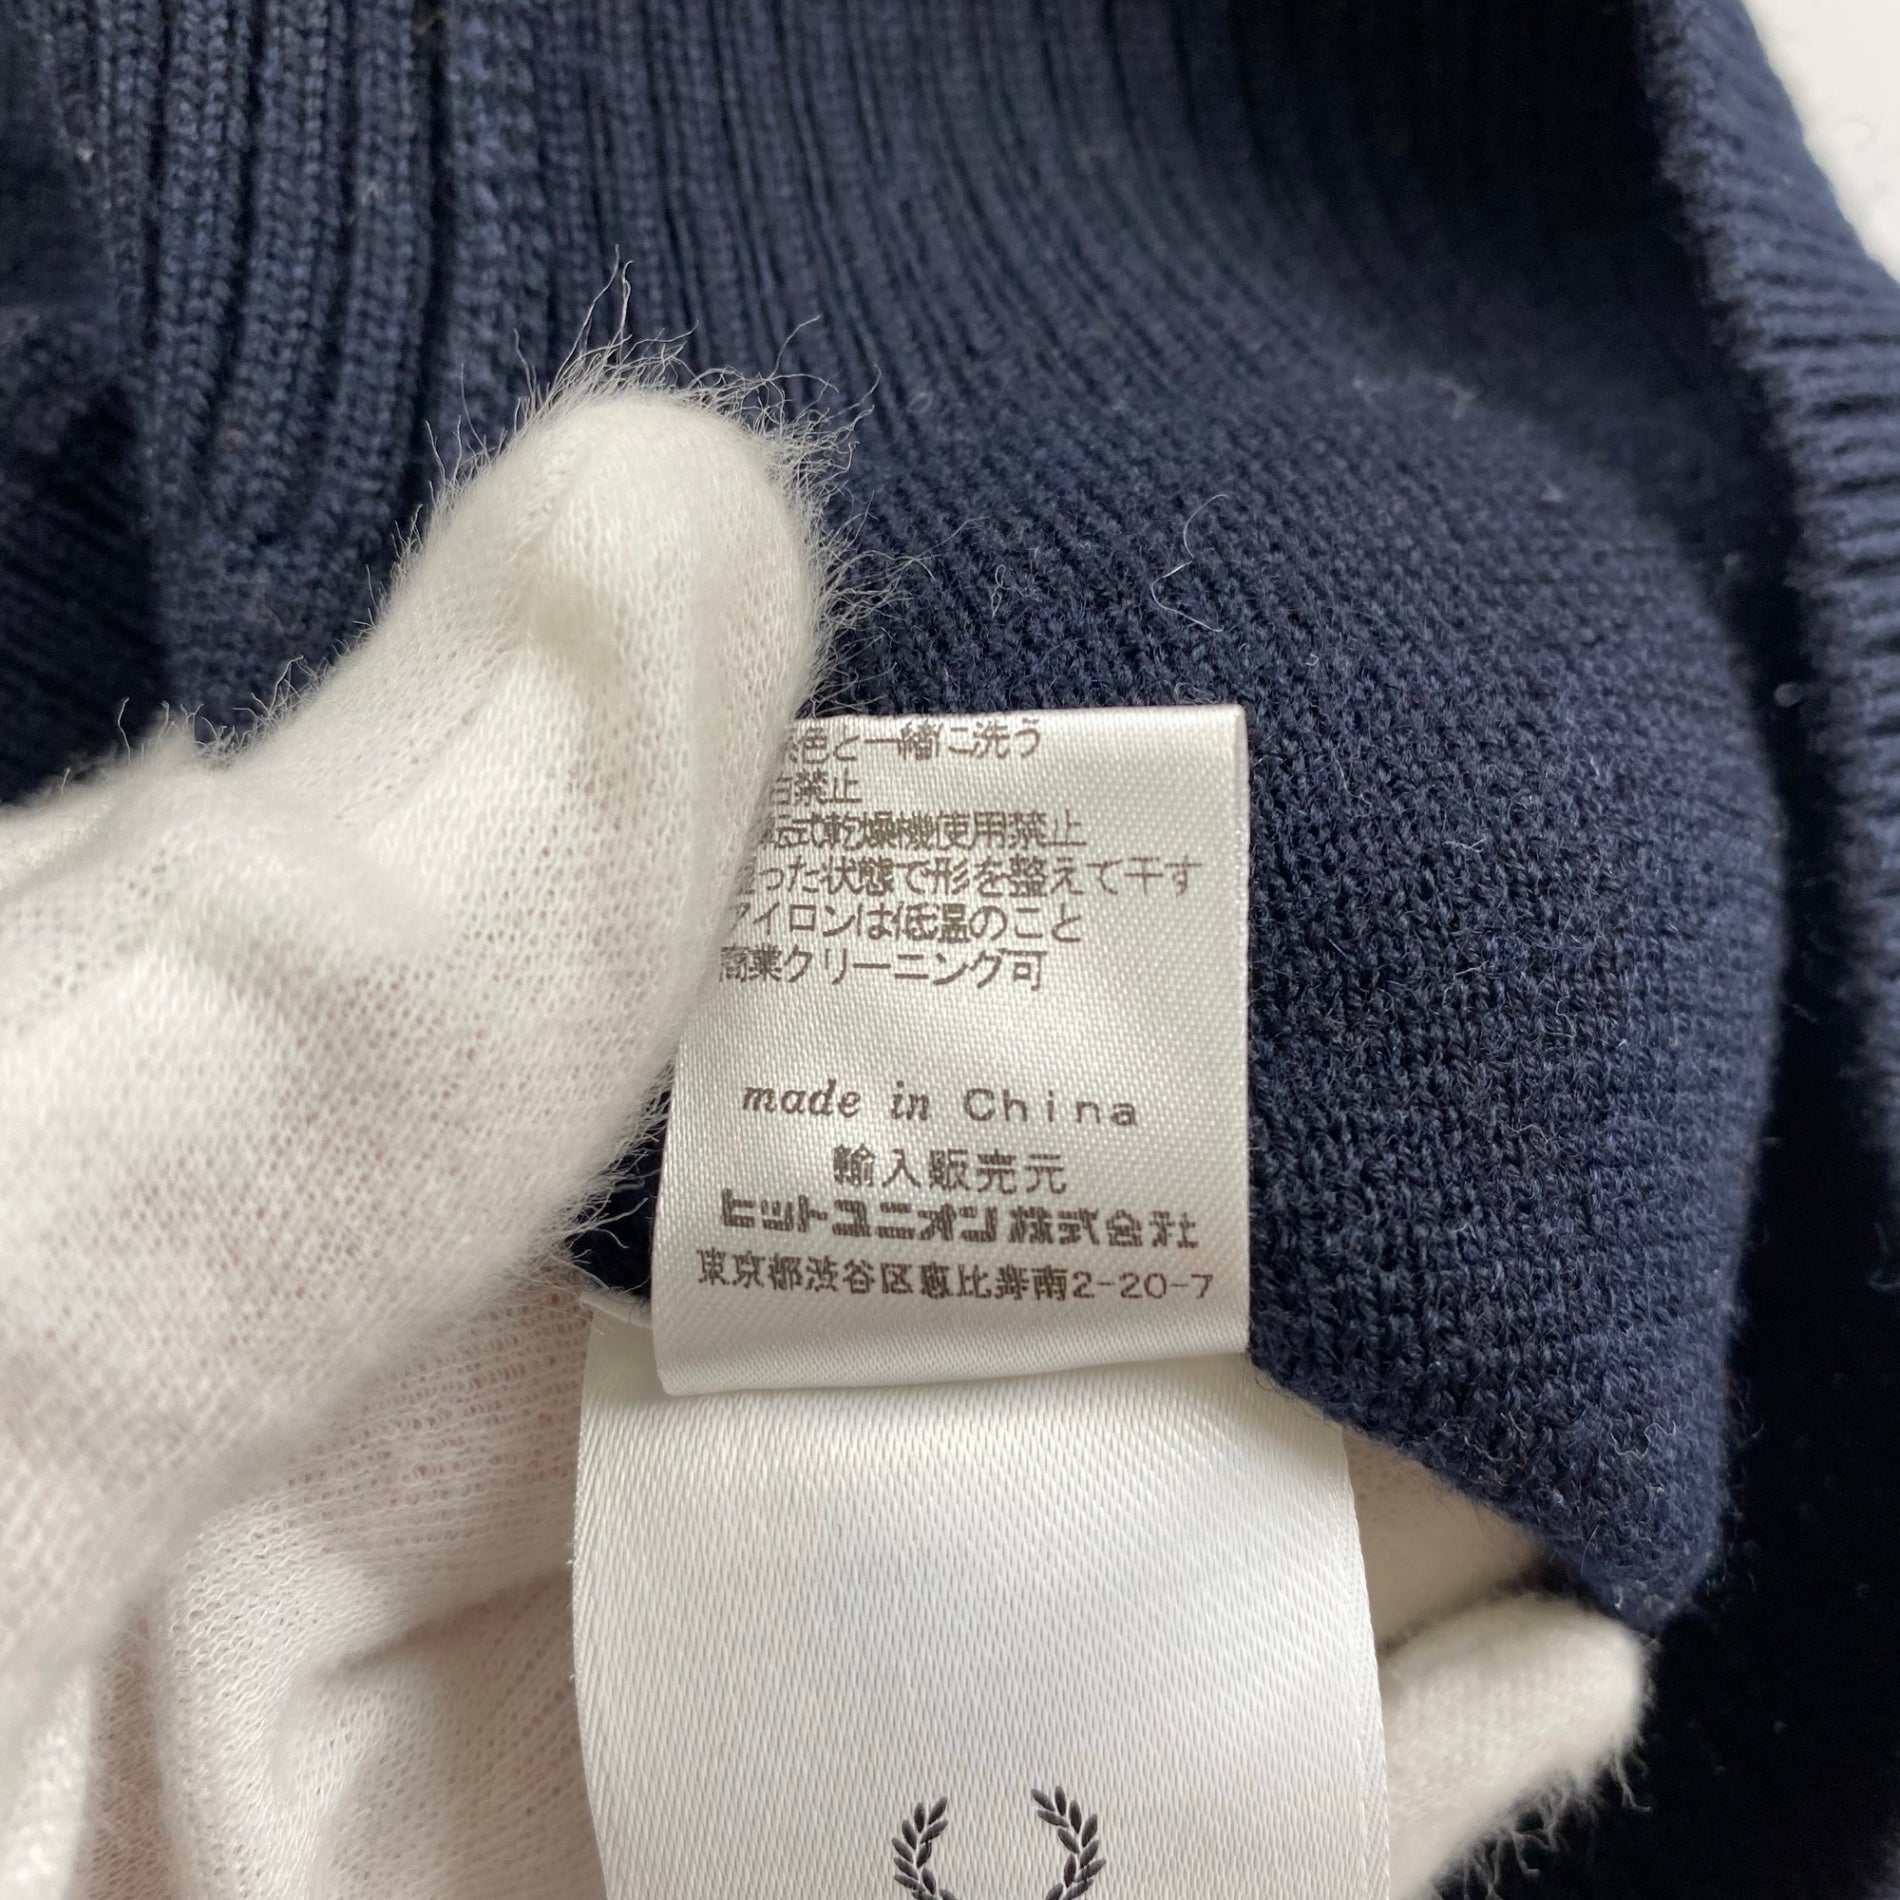 色と一緒に洗う
白禁止
式乾燥機使用禁止
った状態で形を整えて干す
アイロンは低温のこと
商業クリーニング可
made in China
輸入販売元
ヒットユニオン株式会社
東京都渋谷区恵比寿南2-20-7